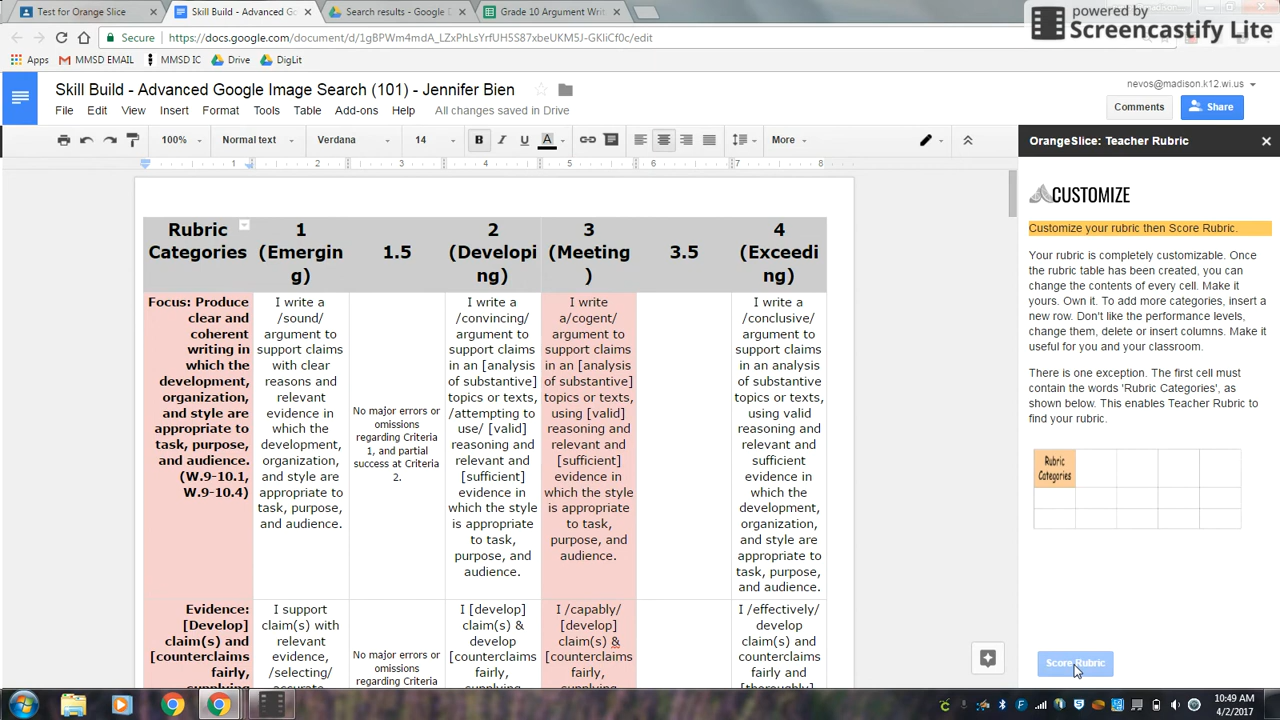 Test for Orange Slice
Skill Build - Advanced Go
Search results - Google D
Grade 10 Argument Writ
powered by
Screencastify Lite
Secure
https://docs.google.com/document/d/
edit
Apps
MMSD EMAIL
MMSD IC
Drive
DigLit
Skill Build - Advanced Google Image Search (101) - Jennifer Bien
nevos@madison.k12.wi.us
File Edit View Insert Format Tools Table Add-ons Help All changes saved in Drive
Comments
Share
100% Normal text Verdana 14 B I U A More
1 2 3 4 5 6 7 8
OrangeSlice: Teacher Rubric
CUSTOMIZE
Customize your rubric then Score Rubric.
Your rubric is completely customizable. Once
the rubric table has been created, you can
change the contents of every cell. Make it
yours. Own it. To add more categories, insert a
new row. Don't like the performance levels,
change them, delete or insert columns. Make it
useful for you and your classroom.
There is one exception. The first cell must
contain the words 'Rubric Categories', as
shown below. This enables Teacher Rubric to
find your rubric.
Rubric
Categories
Score Rubric
Rubric
Categories
1
(Emergin
g)
1.5
2
(Developi
ng)
3
(Meeting
)
3.5
4
(Exceedi
ng)
Focus: Produce
clear and
coherent
writing in
which the
development,
organization,
and style are
appropriate to
task, purpose,
and audience.
(W.9-10.1,
W.9-10.4)
I write a
/sound/
argument to
support claims
with clear
reasons and
relevant
evidence in
which the
development,
organization,
and style are
appropriate to
task, purpose,
and audience.
No major errors or
omissions
regarding Criteria
1, and partial
success at Criteria
2.
I write a
/convincing/
argument to
support claims
in an [analysis
of substantive]
topics or texts,
/attempting to
use/ [valid]
reasoning and
relevant and
[sufficient]
evidence in
which the style
is appropriate
to task,
purpose, and
audience.
I write
a/cogent/
argument to
support claims
in an [analysis
of substantive]
topics or texts,
using [valid]
reasoning and
relevant and
[sufficient]
evidence in
which the style
is appropriate
to task,
purpose, and
audience.
I write a
/conclusive/
argument to
support claims
in an analysis
of substantive
topics or texts,
using valid
reasoning and
relevant and
sufficient
evidence in
which the
development,
organization,
and style are
appropriate to
task, purpose,
and audience.
Evidence:
[Develop]
claim(s) and
[counterclaims
fairly,
supplying
I support
claim(s) with
relevant
evidence,
/selecting/
accurate
No major errors or
omissions
regarding Criteria
I [develop]
claim(s) &
develop
[counterclaims
fairly,
supplying
I /capably/
[develop]
claim(s) &
[counterclaims
fairly,
supplying
I /effectively/
develop
claim(s) and
counterclaims
fairly and
[thoroughly]
10:49 AM
4/2/2017